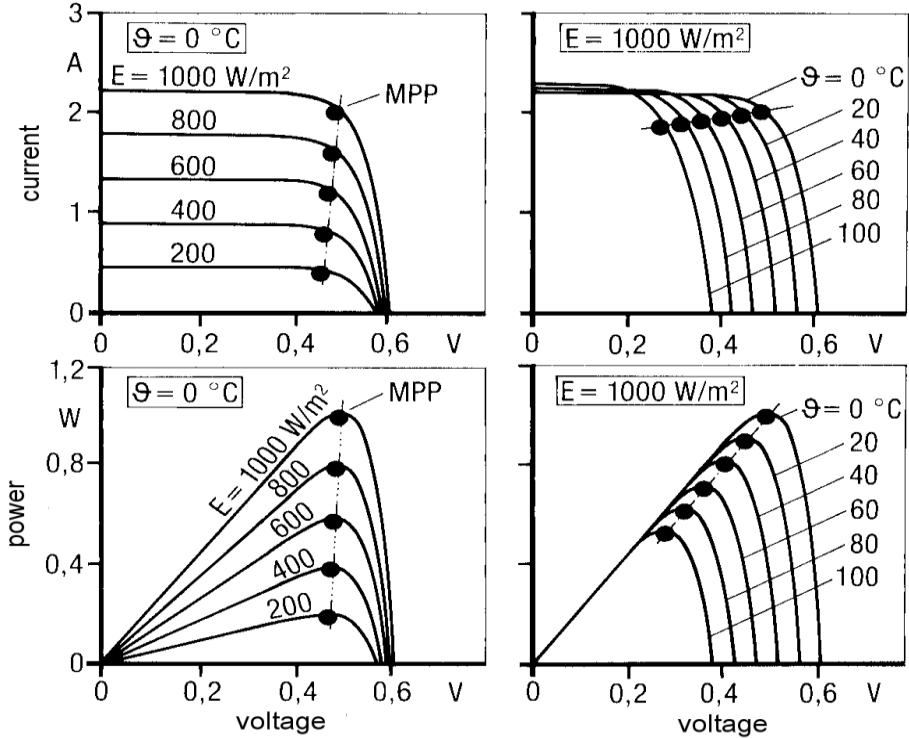 3
A
2
1
0
current
ϑ = 0 °C
E = 1000 W/m²
800
600
400
200
MPP
0
0,2
0,4
0,6
V
E = 1000 W/m²
ϑ = 0 °C
20
40
60
80
100
0
0,2
0,4
0,6
V
1,2
W
0,8
0,4
0
power
ϑ = 0 °C
MPP
E = 1000 W/m²
800
600
400
200
0
0,2
0,4
0,6
V
voltage
E = 1000 W/m²
ϑ = 0 °C
20
40
60
80
100
0
0,2
0,4
0,6
V
voltage